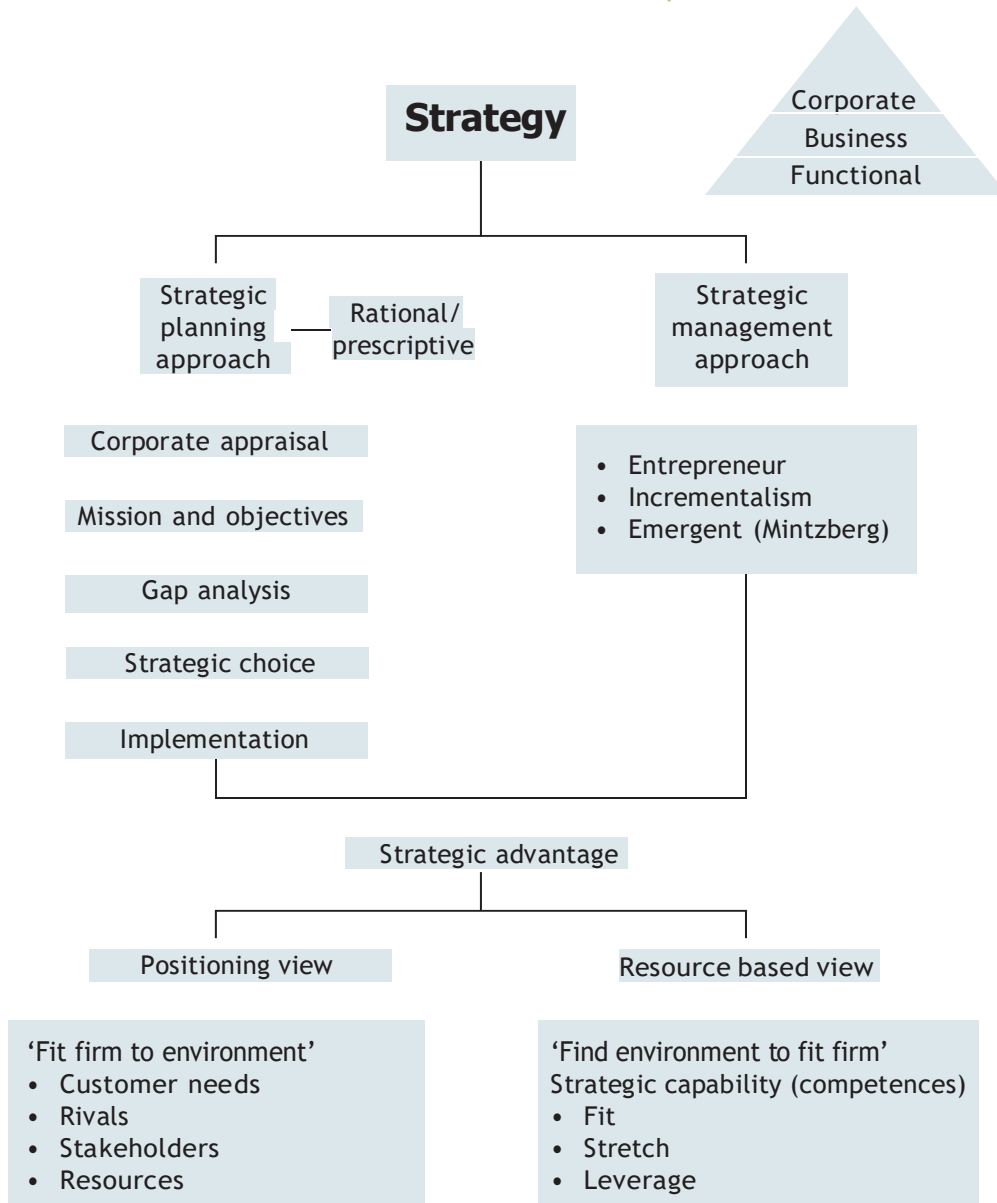 Strategy
Corporate
Business
Functional
Strategic
planning
approach
Rational/
prescriptive
Strategic
management
approach
Corporate appraisal
Mission and objectives
Gap analysis
Strategic choice
Implementation
• Entrepreneur
• Incrementalism
• Emergent (Mintzberg)
Strategic advantage
Positioning view
Resource based view
‘Fit firm to environment’
• Customer needs
• Rivals
• Stakeholders
• Resources
‘Find environment to fit firm’
Strategic capability (competences)
• Fit
• Stretch
• Leverage